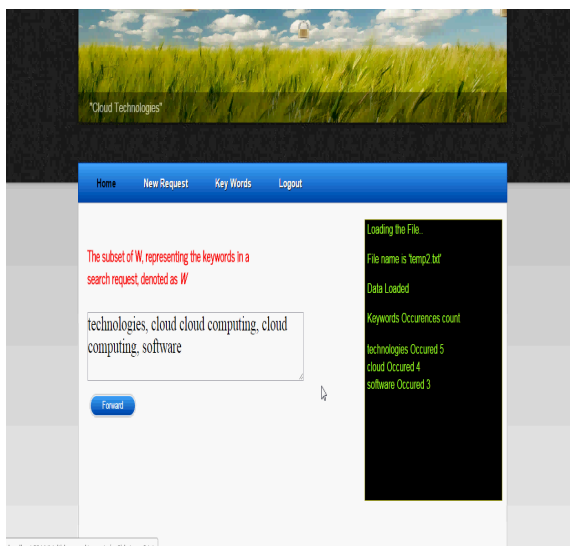 "Cloud Technologies"
Home New Request Key Words Logout
The subset of W, representing the keywords in a
search request, denoted as W
technologies, cloud cloud computing, cloud
computing, software
Forward
Loading the File..
File name is 'temp2.txt'
Data Loaded
Keywords Occurences count
technologies Occured 5
cloud Occured 4
software Occured 3